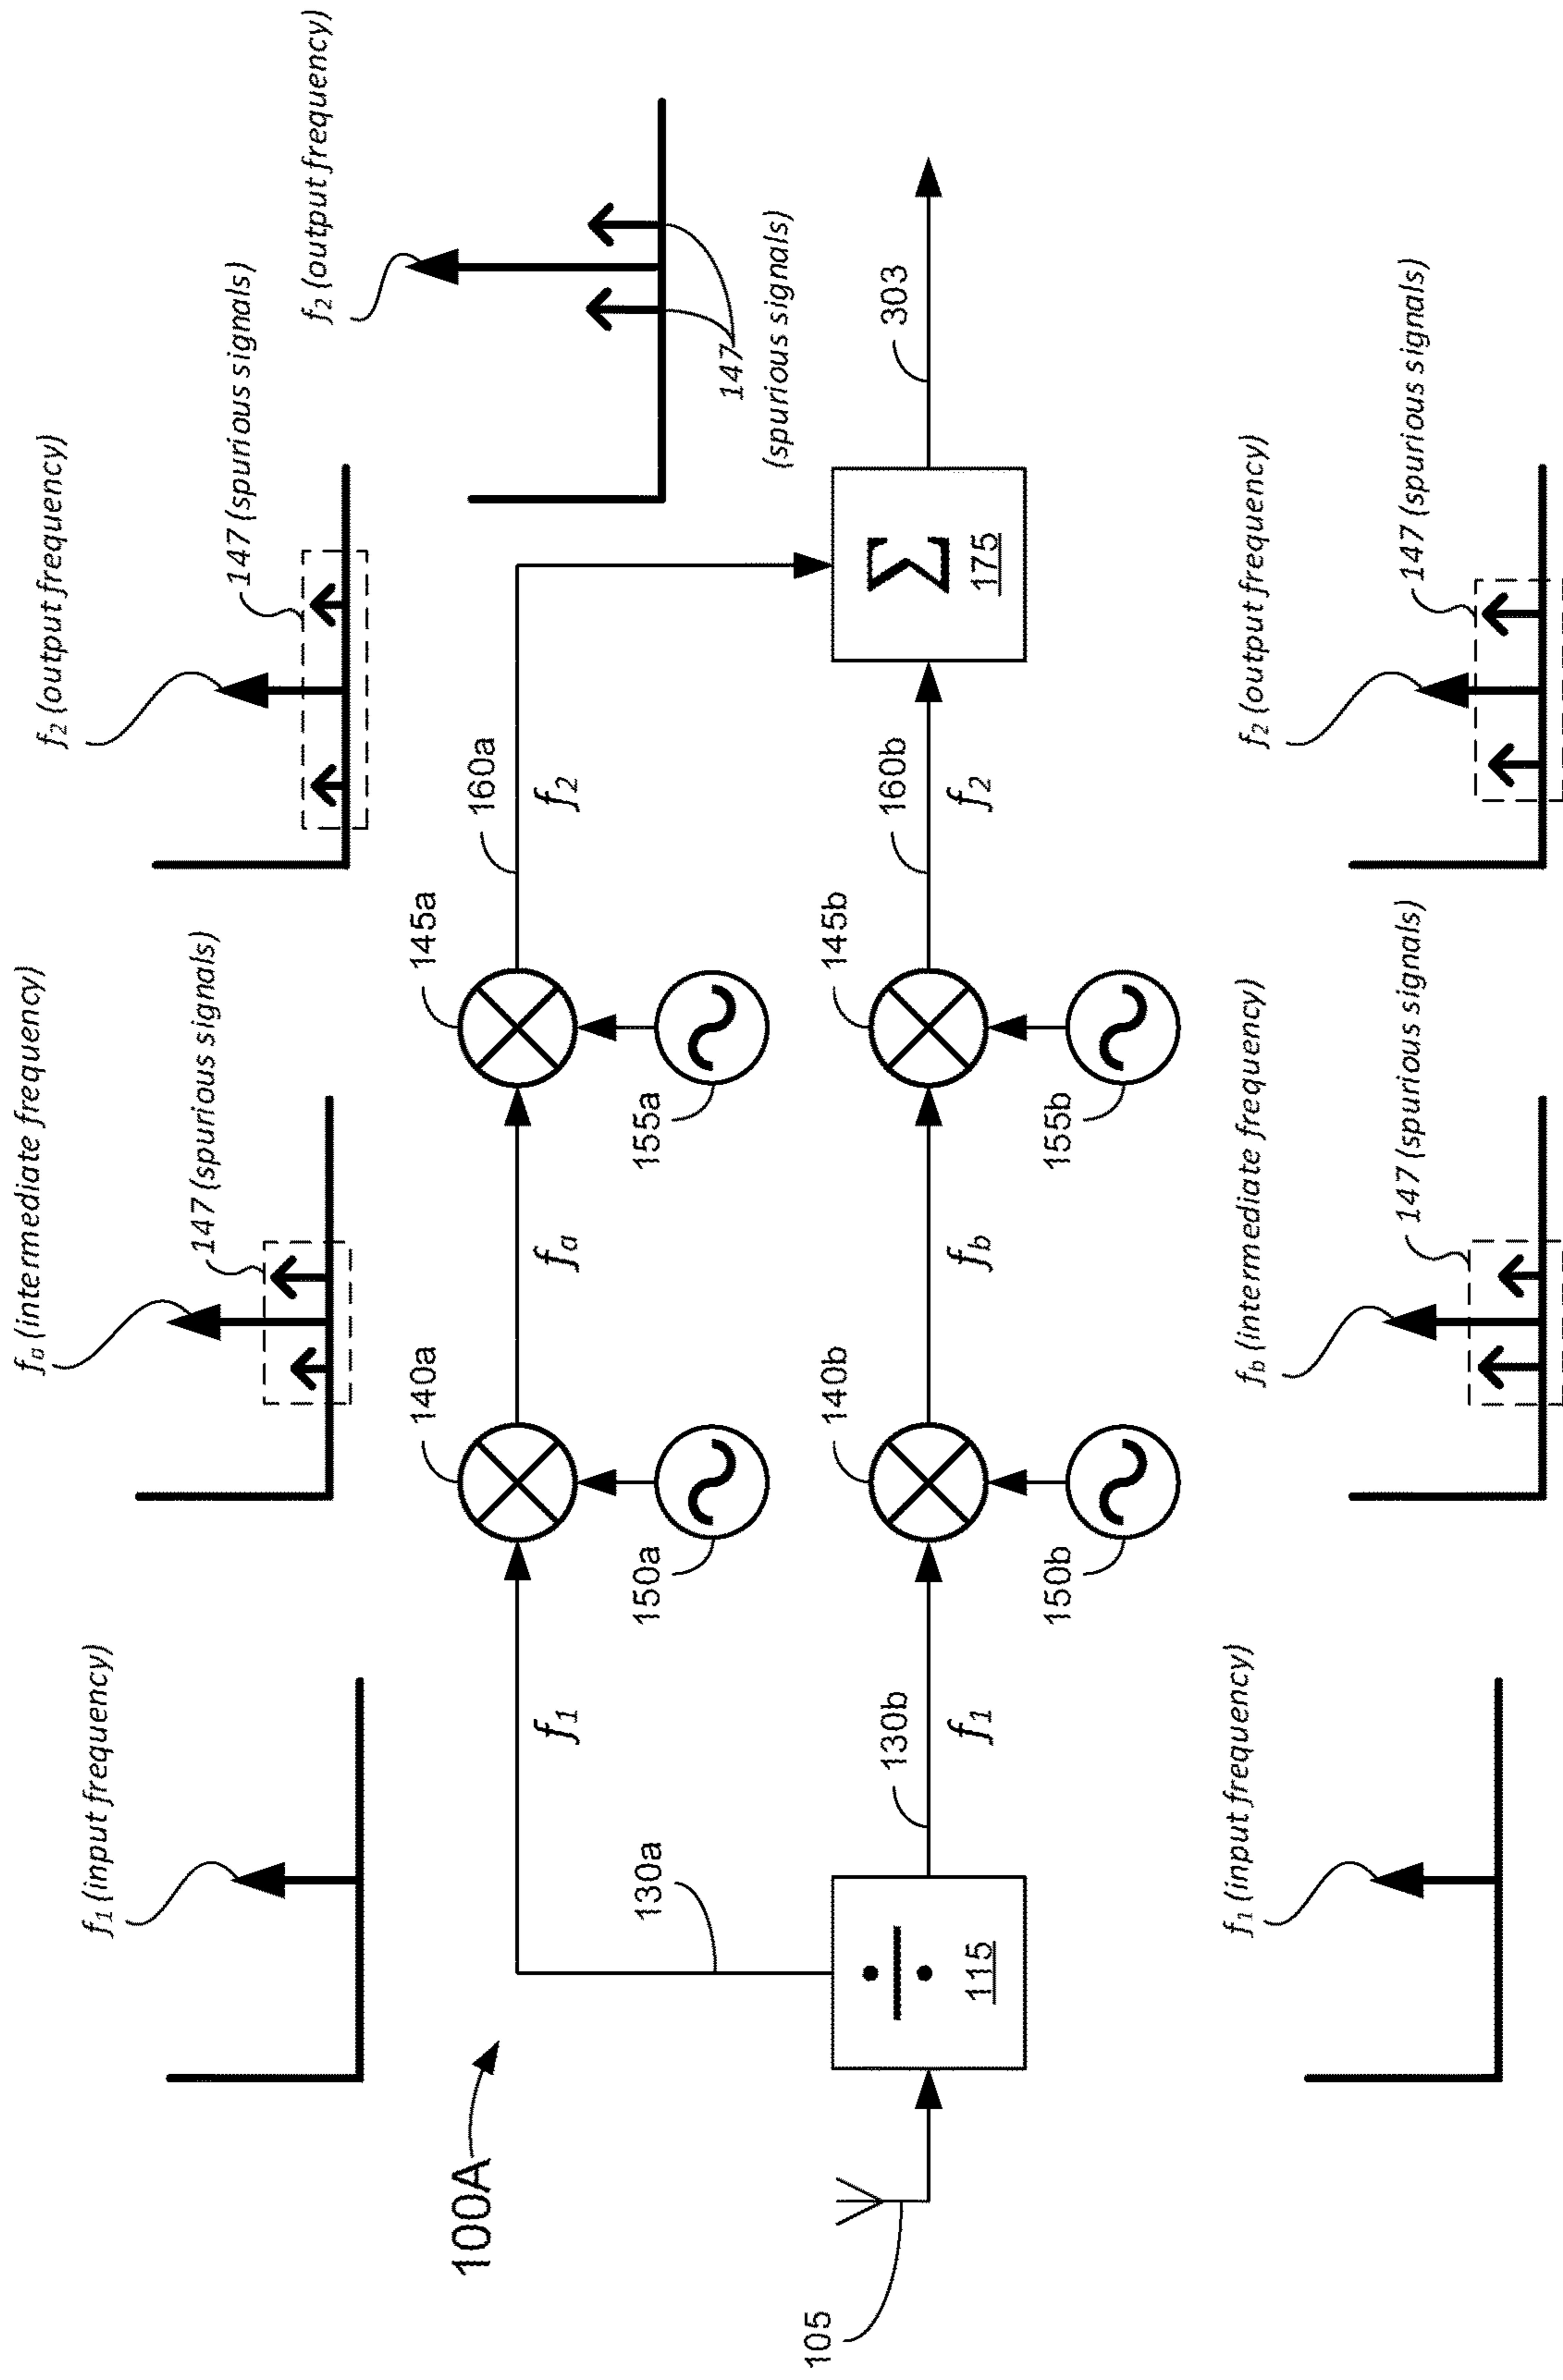 f₁ (input frequency)
fₐ (intermediate frequency)
147 (spurious signals)
f₂ (output frequency)
147 (spurious signals)
f₂ (output frequency)
147
(spurious signals)
100A
130a
f₁
140a
150a
fₐ
145a
155a
160a
f₂
105
÷
115
130b
f₁
140b
150b
f_b
145b
155b
160b
f₂
Σ
175
303
f₁ (input frequency)
f_b (intermediate frequency)
147 (spurious signals)
f₂ (output frequency)
147 (spurious signals)